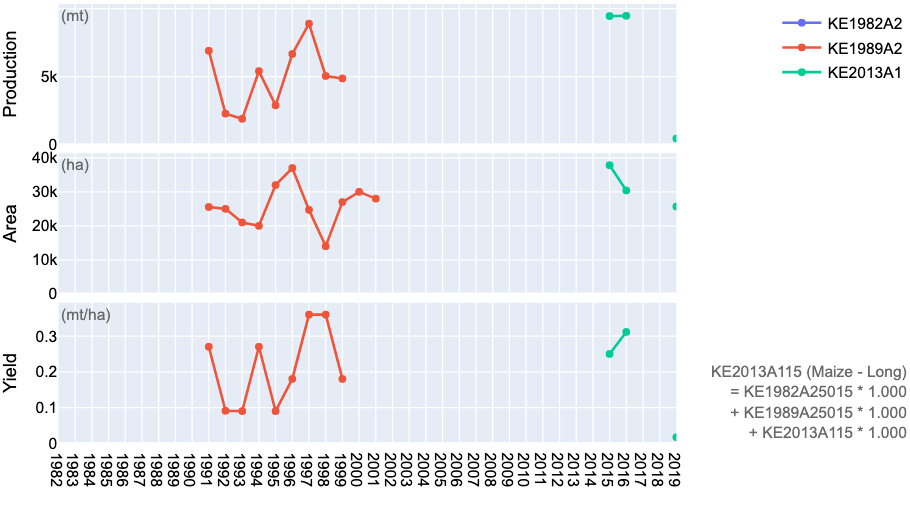 Production
(mt)
5k
0
KE1982A2
KE1989A2
KE2013A1
Area
(ha)
40k
30k
20k
10k
0
Yield
(mt/ha)
0.3
0.2
0.1
0
KE2013A115 (Maize - Long)
= KE1982A25015 * 1.000
+ KE1989A25015 * 1.000
+ KE2013A115 * 1.000
1982
1983
1984
1985
1986
1987
1988
1989
1990
1991
1992
1993
1994
1995
1996
1997
1998
1999
2000
2001
2002
2003
2004
2005
2006
2007
2008
2009
2010
2011
2012
2013
2014
2015
2016
2017
2018
2019